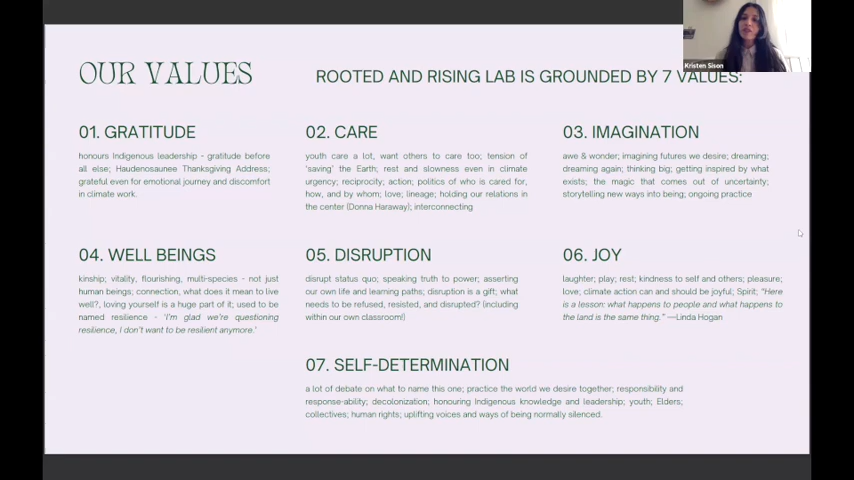 OUR VALUES
ROOTED AND RISING LAB IS GROUNDED BY 7 VALUES:
Kristen Sison
01. GRATITUDE
honours Indigenous leadership - gratitude before
all else; Haudenosaunee Thanksgiving Address;
grateful even for emotional journey and discomfort
in climate work.
02. CARE
youth care a lot, want others to care too; tension of
'saving' the Earth; rest and slowness even in climate
urgency; reciprocity; action; politics of who is cared for,
how, and by whom; love; lineage; holding our relations in
the center (Donna Haraway); interconnecting
03. IMAGINATION
awe & wonder; imagining futures we desire; dreaming;
dreaming again; thinking big; getting inspired by what
exists; the magic that comes out of uncertainty;
storytelling new ways into being; ongoing practice
04. WELL BEINGS
kinship; vitality, flourishing, multi-species - not just
human beings; connection, what does it mean to live
well?, loving yourself is a huge part of it; used to be
named resilience - 'I'm glad we're questioning
resilience, I don't want to be resilient anymore.'
05. DISRUPTION
disrupt status quo; speaking truth to power; asserting
our own life and learning paths; disruption is a gift; what
needs to be refused, resisted, and disrupted? (including
within our own classroom!)
06. JOY
laughter; play; rest; kindness to self and others; pleasure;
love; climate action can and should be joyful; Spirit; "Here
is a lesson: what happens to people and what happens to
the land is the same thing." —Linda Hogan
07. SELF-DETERMINATION
a lot of debate on what to name this one; practice the world we desire together; responsibility and
response-ability; decolonization; honouring Indigenous knowledge and leadership; youth; Elders;
collectives; human rights; uplifting voices and ways of being normally silenced.